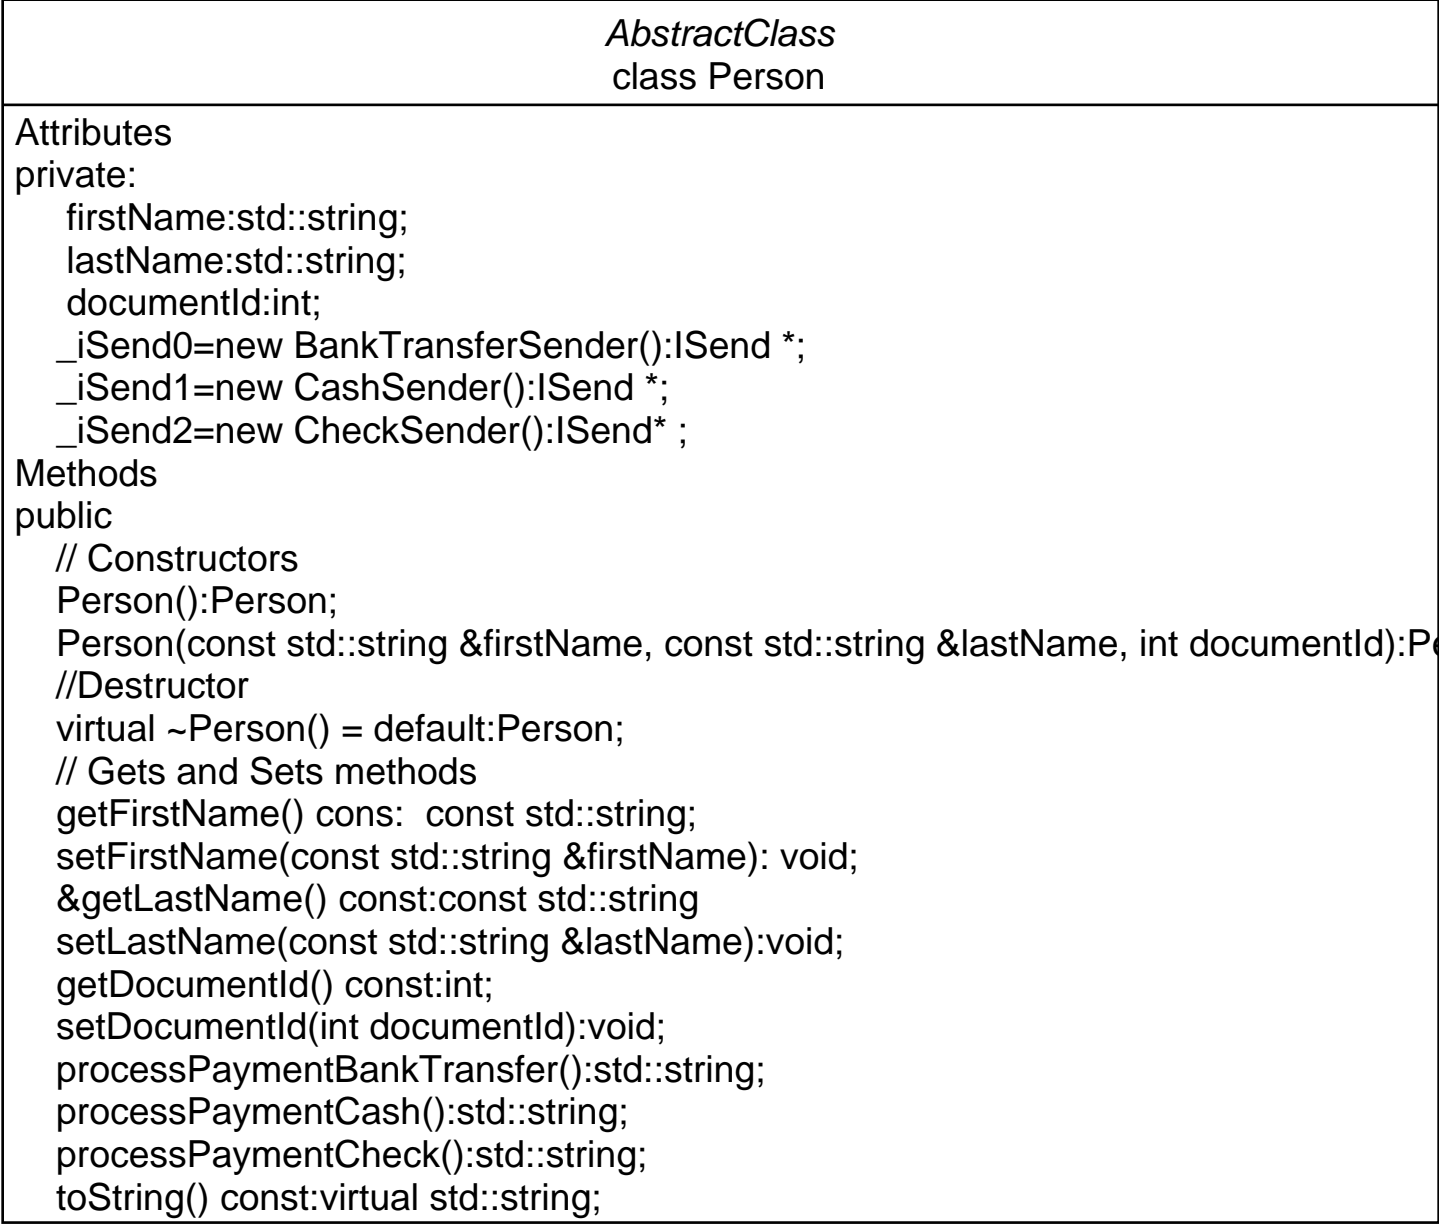 AbstractClass
class Person
Attributes
private:
firstName:std::string;
lastName:std::string;
documentId:int;
_iSend0=new BankTransferSender():ISend *;
_iSend1=new CashSender():ISend *;
_iSend2=new CheckSender():ISend* ;
Methods
public
// Constructors
Person():Person;
Person(const std::string &firstName, const std::string &lastName, int documentId):Pe
//Destructor
virtual ~Person() = default:Person;
// Gets and Sets methods
getFirstName() cons:  const std::string;
setFirstName(const std::string &firstName): void;
&getLastName() const:const std::string
setLastName(const std::string &lastName):void;
getDocumentId() const:int;
setDocumentId(int documentId):void;
processPaymentBankTransfer():std::string;
processPaymentCash():std::string;
processPaymentCheck():std::string;
toString() const:virtual std::string;